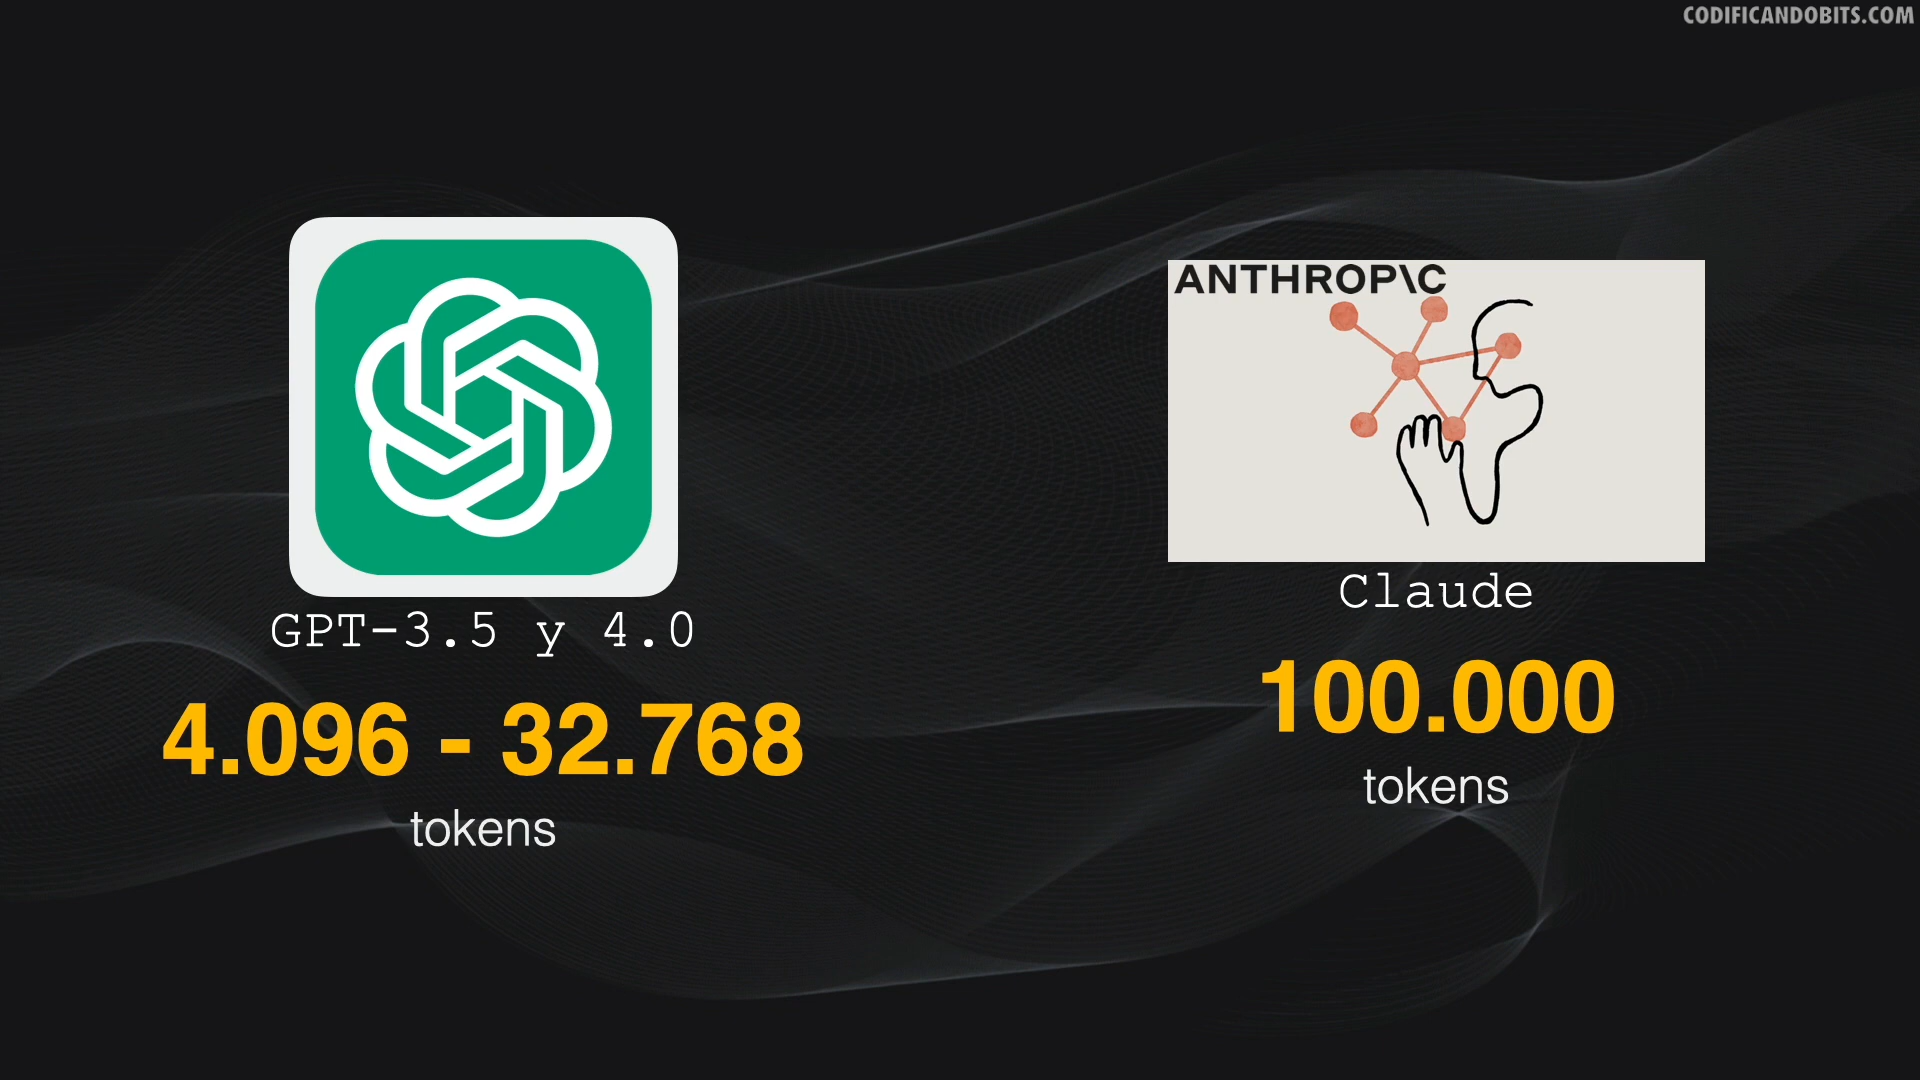 CODIFICANDOBITS.COM
ANTHROP\C
GPT-3.5 y 4.0
4.096 - 32.768
tokens
Claude
100.000
tokens